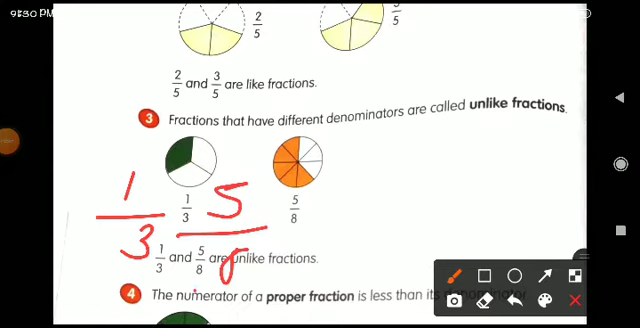 9:30 PM
2/5
3/5
2/5 and 3/5 are like fractions.
3 Fractions that have different denominators are called unlike fractions.
1/3
5/8
1/3
5/8
1/3 and 5/8 are unlike fractions.
4 The numerator of a proper fraction is less than its denominator